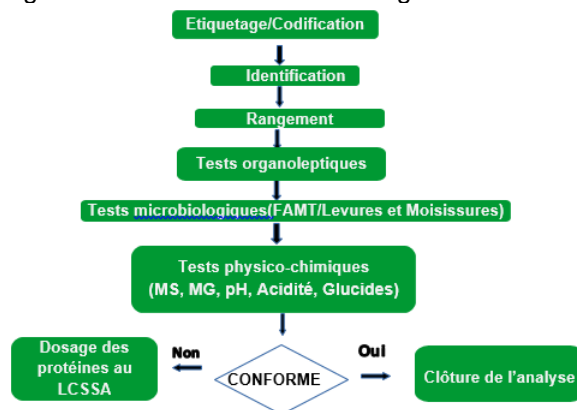 Etiquetage/Codification
Identification
Rangement
Tests organoleptiques
Tests microbiologiques(FAMT/Levures et Moisissures)
Tests physico-chimiques
(MS, MG, pH, Acidité, Glucides)
Dosage des
protéines au
LCSSA
Non
CONFORME
Oui
Clôture de l'analyse